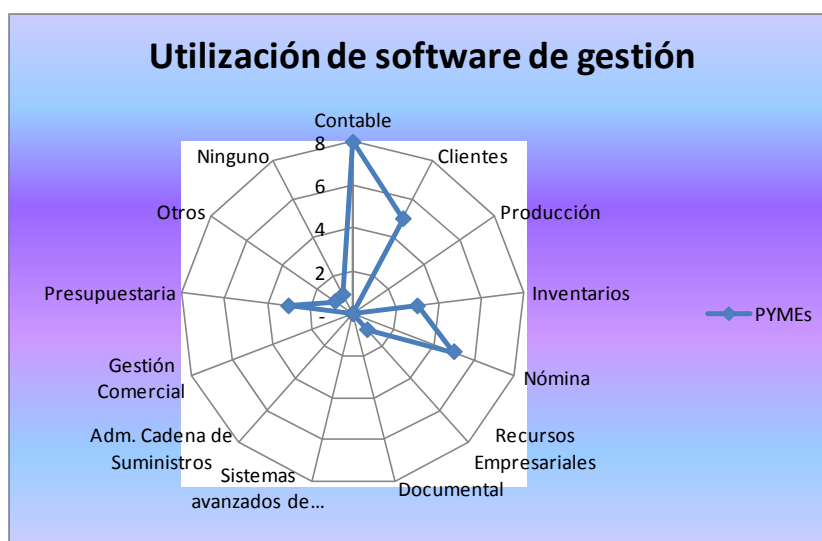 Utilización de software de gestión
Contable
8
Ninguno
Clientes
6
Otros
Producción
4
2
Presupuestaria
Inventarios
-
PYMEs
Gestión
Comercial
Nómina
Adm. Cadena de
Suministros
Recursos
Empresariales
Sistemas
avanzados de...
Documental